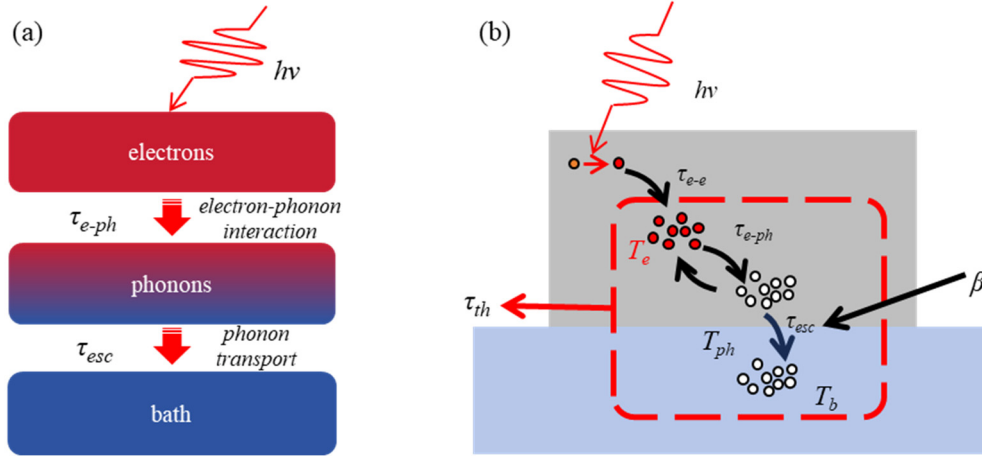 (a)
hν
electrons
τe-ph
electron-phonon
interaction
phonons
τesc
phonon
transport
bath
(b)
hν
τe-e
Te
τe-ph
τth
β
τesc
Tph
Tb